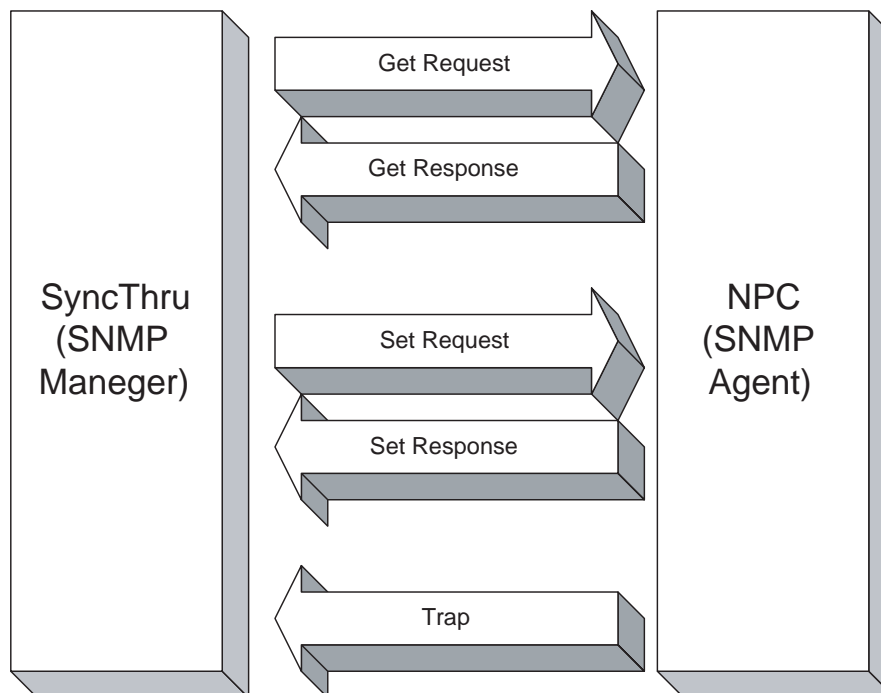 SyncThru
(SNMP
Maneger)
Get Request
Get Response
Set Request
Set Response
Trap
NPC
(SNMP
Agent)